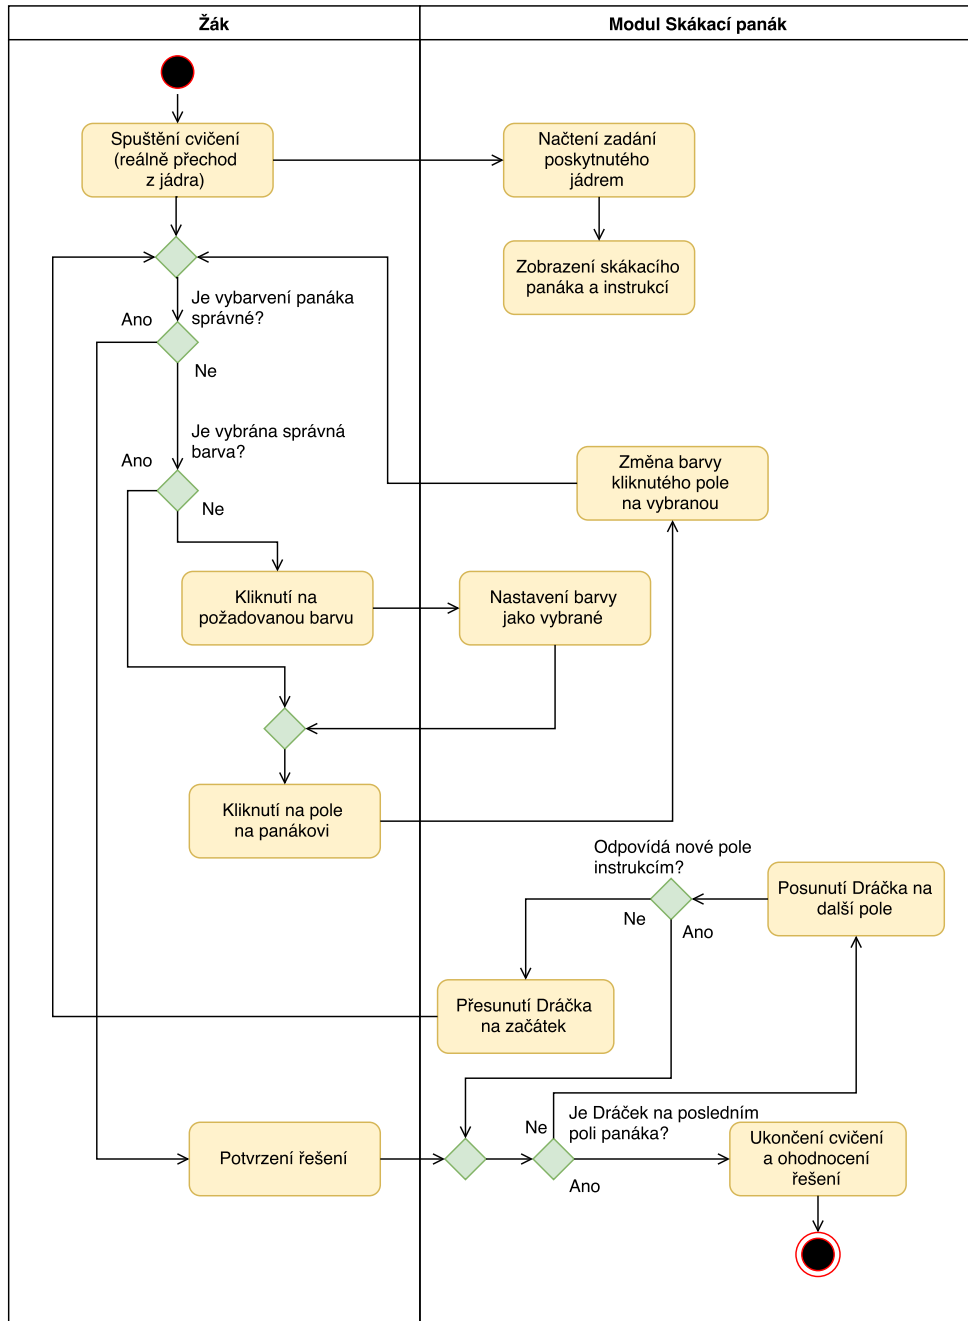 Žák
Modul Skákací panák
Spuštění cvičení
(reálně přechod
z jádra)
Načtení zadání
poskytnutého
jádrem
Zobrazení skákacího
panáka a instrukcí
Je vybarvení panáka
správné?
Ano
Ne
Je vybrána správná
barva?
Ano
Ne
Změna barvy
kliknutého pole
na vybranou
Kliknutí na
požadovanou barvu
Nastavení barvy
jako vybrané
Kliknutí na pole
na panákovi
Odpovídá nové pole
instrukcím?
Ne
Ano
Posunutí Dráčka na
další pole
Přesunutí Dráčka
na začátek
Je Dráček na posledním
poli panáka?
Ne
Ano
Potvrzení řešení
Ukončení cvičení
a ohodnocení
řešení